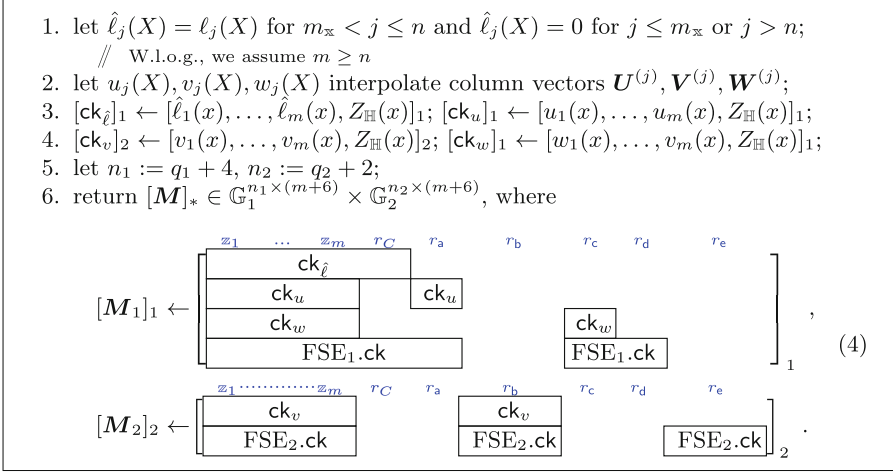 1. let ℓ̂_j(X) = ℓ_j(X) for m_𝕩 < j ≤ n and ℓ̂_j(X) = 0 for j ≤ m_𝕩 or j > n;
// W.l.o.g., we assume m ≥ n
2. let u_j(X), v_j(X), w_j(X) interpolate column vectors U^(j), V^(j), W^(j);
3. [ck_ℓ̂]_1 ← [ℓ̂_1(x), . . . , ℓ̂_m(x), Z_ℍ(x)]_1; [ck_u]_1 ← [u_1(x), . . . , u_m(x), Z_ℍ(x)]_1;
4. [ck_v]_2 ← [v_1(x), . . . , v_m(x), Z_ℍ(x)]_2; [ck_w]_1 ← [w_1(x), . . . , v_m(x), Z_ℍ(x)]_1;
5. let n_1 := q_1 + 4, n_2 := q_2 + 2;
6. return [M]_* ∈ 𝔾_1^{n_1×(m+6)} × 𝔾_2^{n_2×(m+6)}, where
𝕫_1 ... 𝕫_m r_C r_a r_b r_c r_d r_e
ck_ℓ̂
ck_u ck_u
[M_1]_1 ← [ ]_1 ,
ck_w ck_w
(4)
FSE_1.ck FSE_1.ck
𝕫_1 ............. 𝕫_m r_C r_a r_b r_c r_d r_e
ck_v ck_v
[M_2]_2 ← [ ]_2 .
FSE_2.ck FSE_2.ck FSE_2.ck